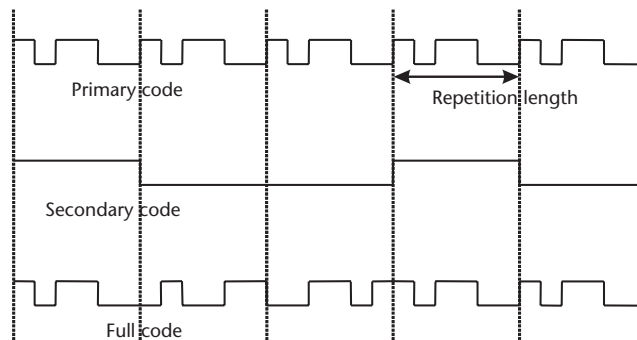 Primary code
Repetition length
Secondary code
Full code